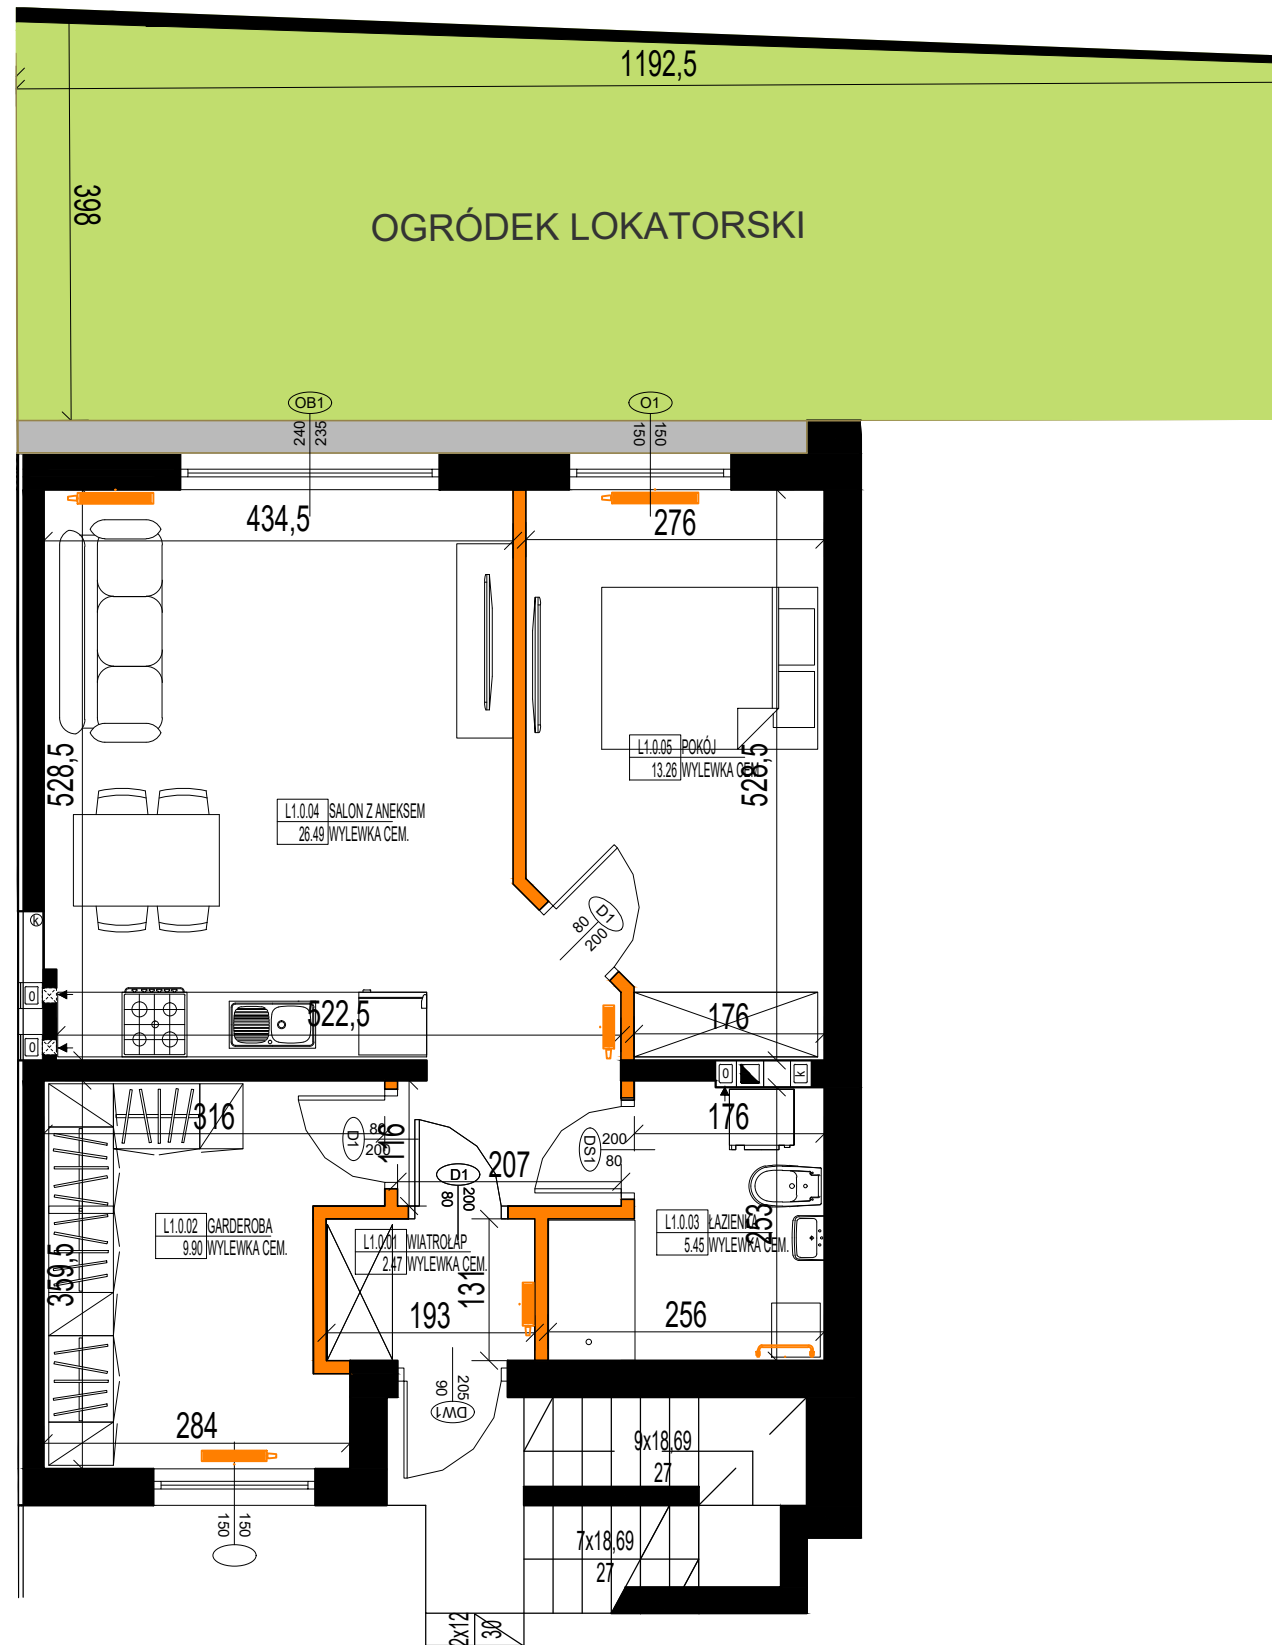 1192,5
398
OGRÓDEK LOKATORSKI
OB1
240
235
O1
150
150
434,5
276
528,5
528,5
L1.0.05 POKÓJ
13.26 WYLEWKA CEM.
L1.0.04 SALON Z ANEKSEM
26.49 WYLEWKA CEM.
D1
80
200
k
0
0
522,5
176
0
k
316
D1
80
200
116
207
DS1
200
80
176
D1
80
200
L1.0.02 GARDEROBA
9.90 WYLEWKA CEM.
L1.0.01 WIATROŁAP
2.47 WYLEWKA CEM.
L1.0.03 ŁAZIENKA
5.45 WYLEWKA CEM.
253
359,5
131
193
256
205
90
DW1
284
9x18,69
27
150
150
7x18,69
27
2x12
30